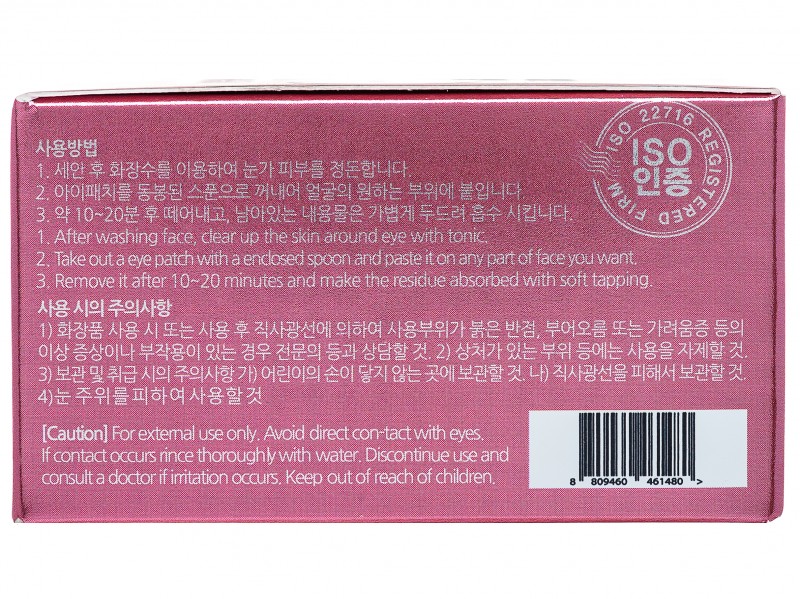 사용방법
1. 세안 후 화장수를 이용하여 눈가 피부를 정돈합니다.
2. 아이패치를 동봉된 스푼으로 꺼내어 얼굴의 원하는 부위에 붙입니다.
3. 약 10~20분 후 떼어내고, 남아있는 내용물은 가볍게 두드려 흡수 시킵니다.
1. After washing face, clear up the skin around eye with tonic.
2. Take out a eye patch with a enclosed spoon and paste it on any part of face you want.
3. Remove it after 10~20 minutes and make the residue absorbed with soft tapping.
ISO 22716 REGISTERED FIRM
ISO
인증
사용 시의 주의사항
1) 화장품 사용 시 또는 사용 후 직사광선에 의하여 사용부위가 붉은 반점, 부어오름 또는 가려움증 등의
이상 증상이나 부작용이 있는 경우 전문의 등과 상담할 것. 2) 상처가 있는 부위 등에는 사용을 자제할 것.
3) 보관 및 취급 시의 주의사항 가) 어린이의 손이 닿지 않는 곳에 보관할 것. 나) 직사광선을 피해서 보관할 것.
4)눈 주위를 피하여 사용할 것
[Caution] For external use only. Avoid direct con-tact with eyes.
If contact occurs rince thoroughly with water. Discontinue use and
consult a doctor if irritation occurs. Keep out of reach of children.
8 809460 461480 >